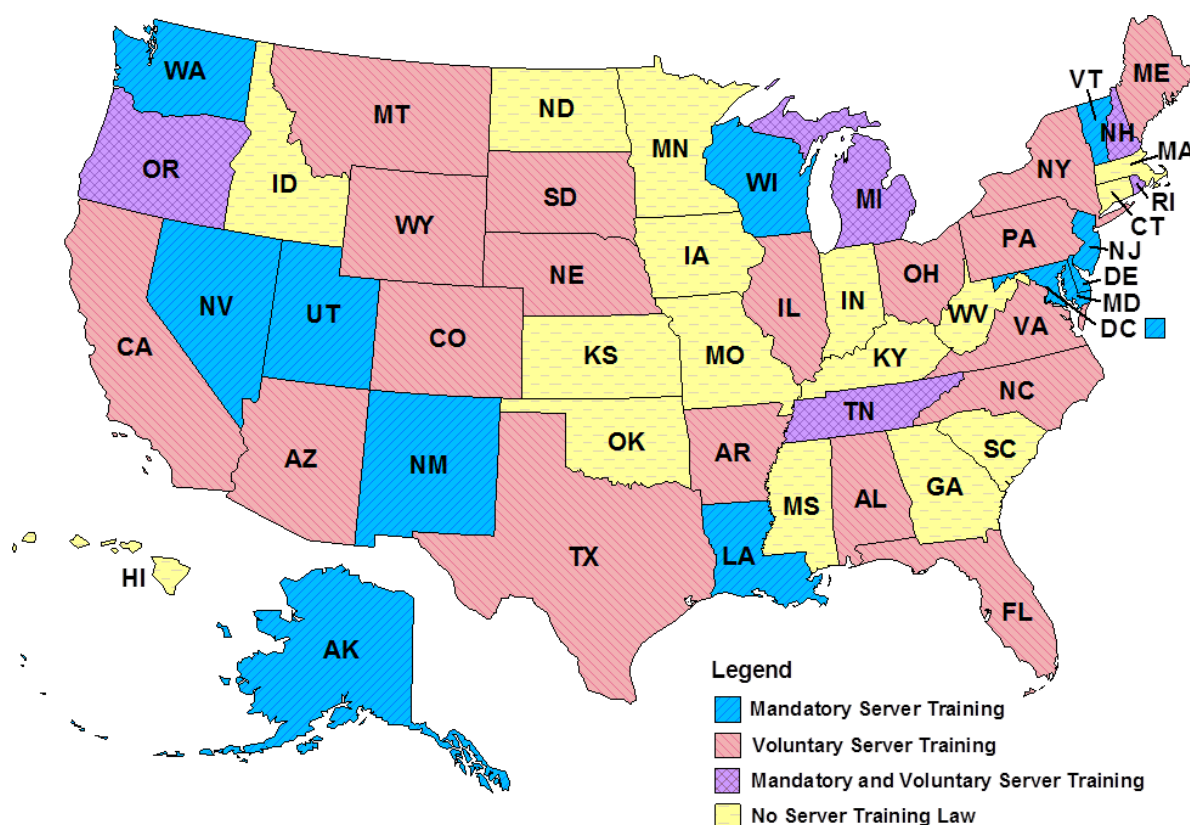 WA
VT
ME
MT
ND
NH
MN
MA
OR
NY
ID
WI
MI
RI
SD
CT
WY
PA
NJ
IA
NE
OH
DE
MD
NV
UT
IL
IN
WV
DC
CO
VA
CA
KS
MO
KY
NC
TN
OK
SC
AZ
NM
AR
GA
MS
AL
TX
LA
HI
FL
AK
Legend
Mandatory Server Training
Voluntary Server Training
Mandatory and Voluntary Server Training
No Server Training Law